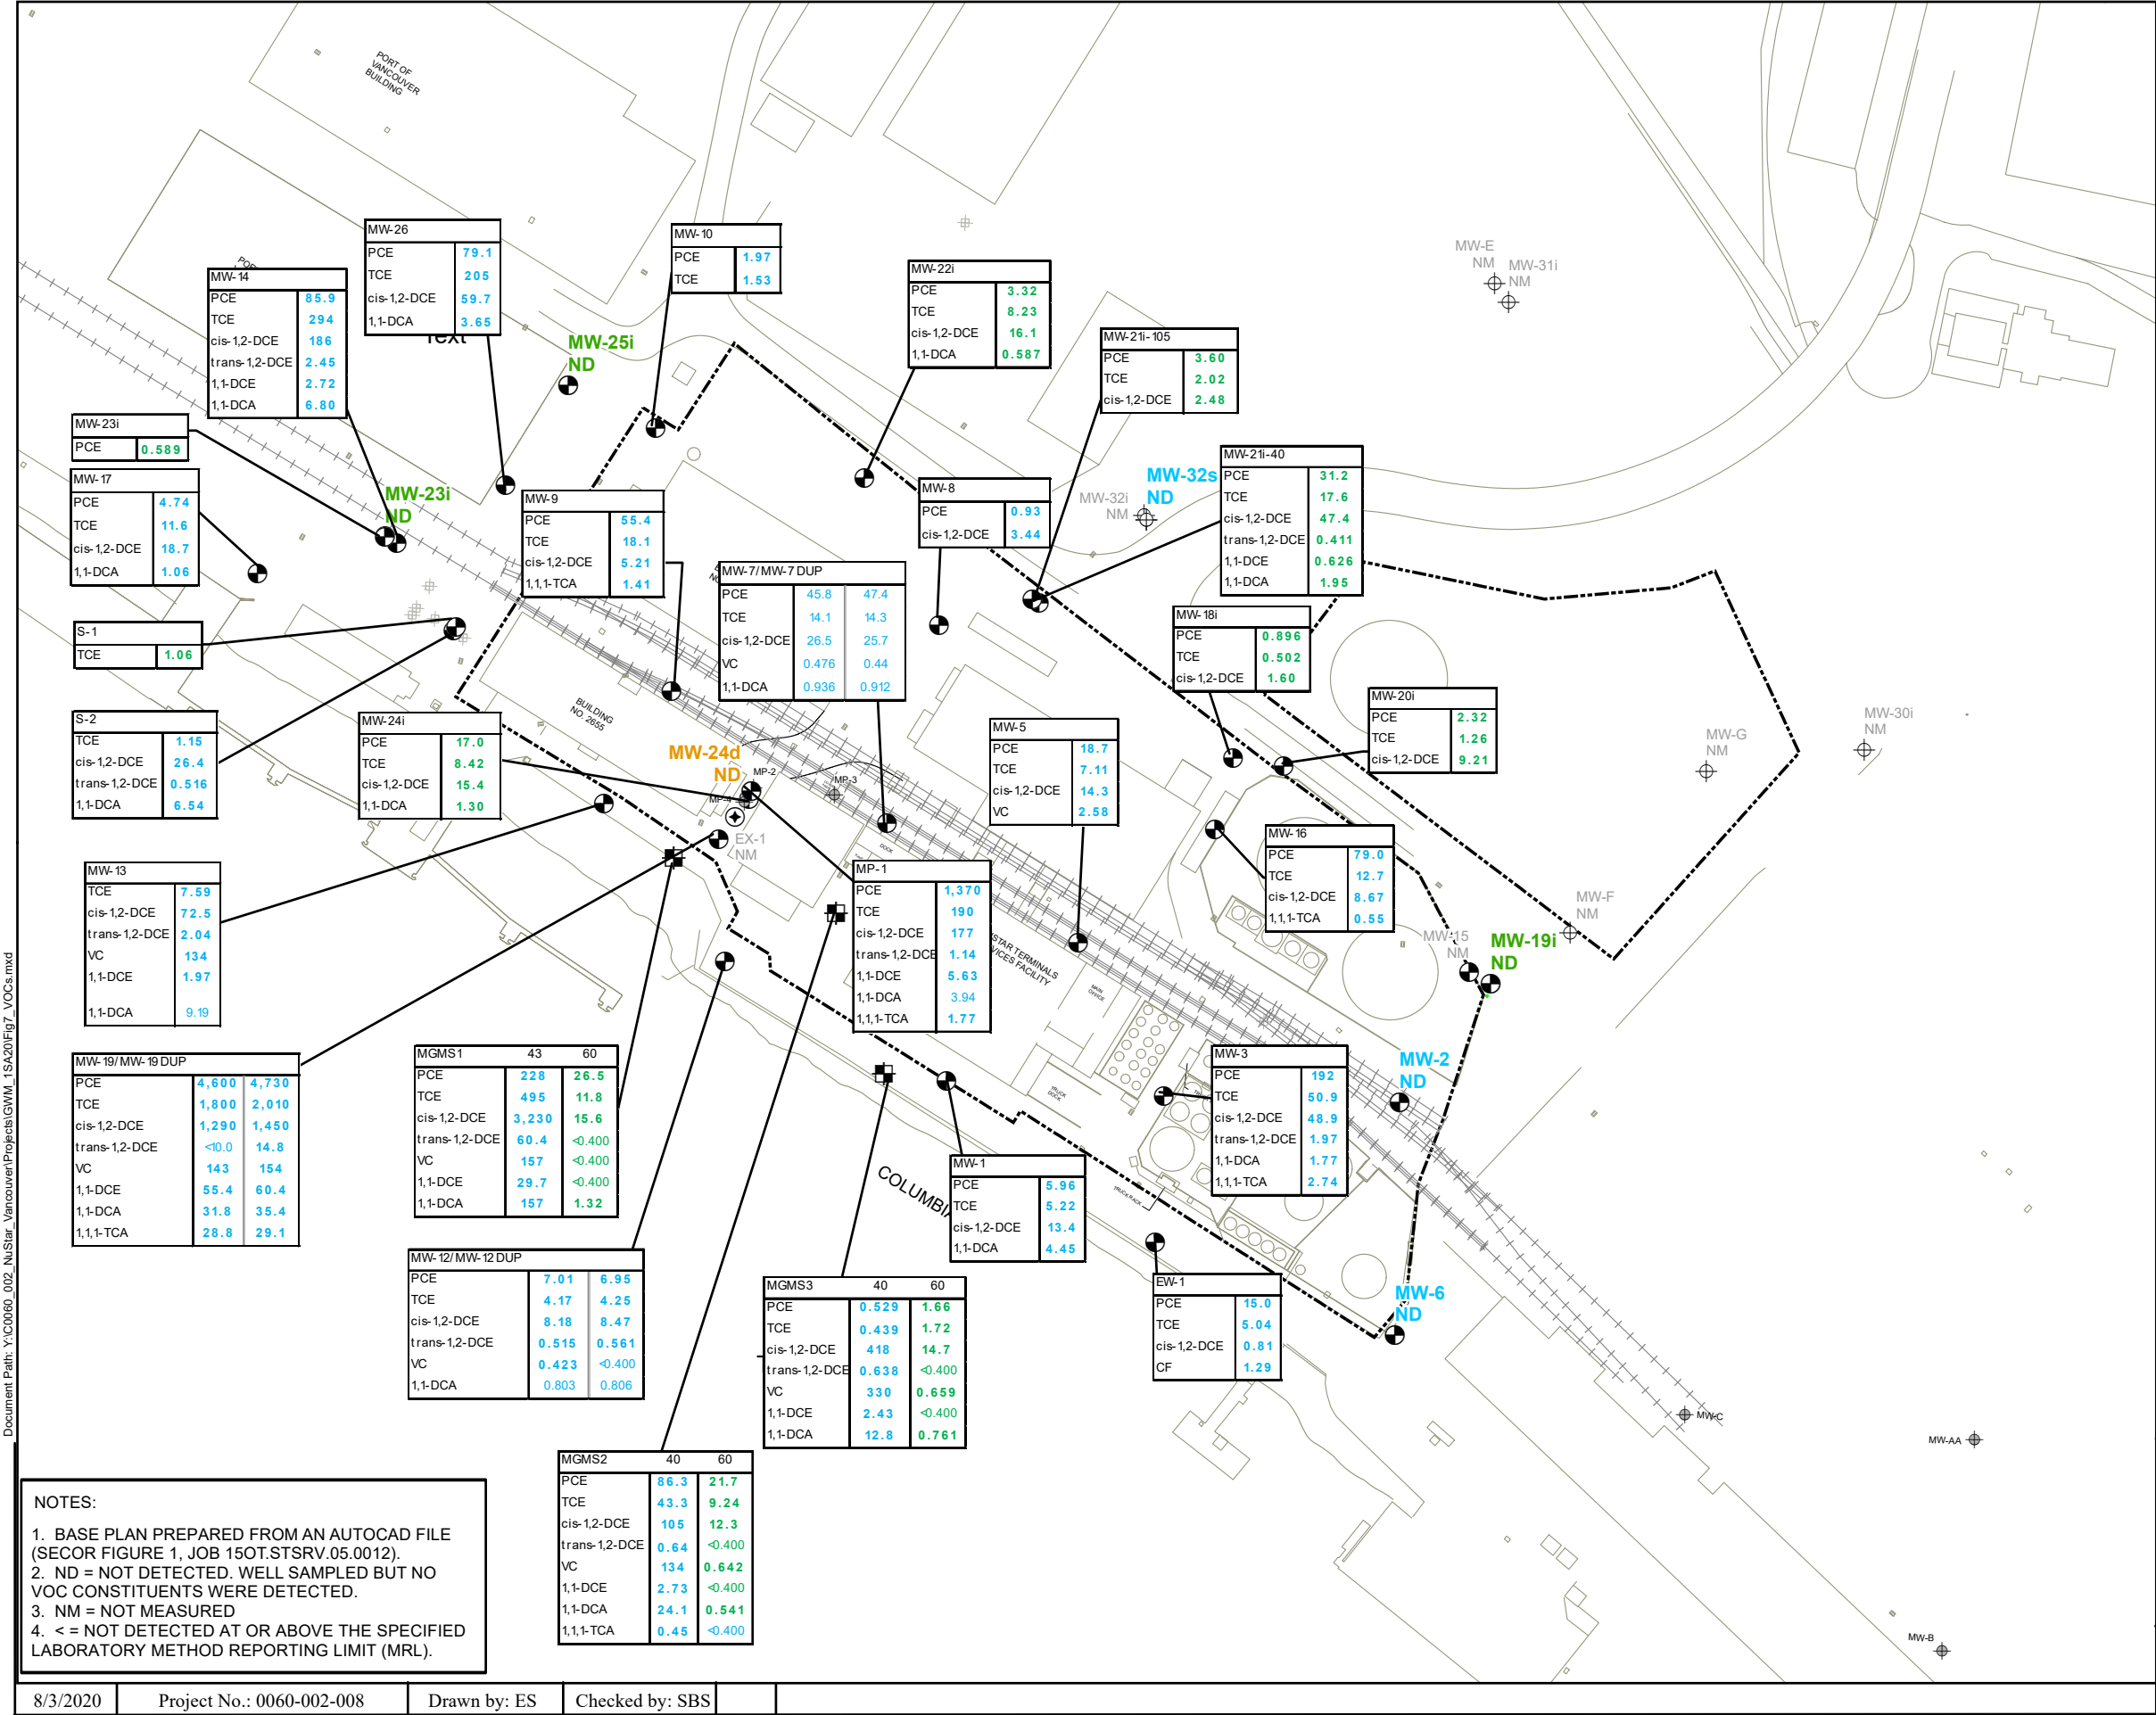 PORT OF
VANCOUVER
BUILDING
MW-E
NM
MW-31i
NM
MW-26
PCE 79.1
TCE 205
cis-1,2-DCE 59.7
1,1-DCA 3.65
Text
MW-10
PCE 1.97
TCE 1.53
MW-14
PCE 85.9
TCE 294
cis-1,2-DCE 186
trans-1,2-DCE 2.45
1,1-DCE 2.72
1,1-DCA 6.80
MW-22i
PCE 3.32
TCE 8.23
cis-1,2-DCE 16.1
1,1-DCA 0.587
MW-25i
ND
MW-21i-105
PCE 3.60
TCE 2.02
cis-1,2-DCE 2.48
MW-23i
PCE 0.589
MW-17
PCE 4.74
TCE 11.6
cis-1,2-DCE 18.7
1,1-DCA 1.06
MW-23i
ND
MW-9
PCE 55.4
TCE 18.1
cis-1,2-DCE 5.21
1,1,1-TCA 1.41
MW-8
PCE 0.93
cis-1,2-DCE 3.44
MW-32i
NM
MW-32s
ND
MW-21i-40
PCE 31.2
TCE 17.6
cis-1,2-DCE 47.4
trans-1,2-DCE 0.411
1,1-DCE 0.626
1,1-DCA 1.95
MW-7/MW-7 DUP
PCE 45.8 47.4
TCE 14.1 14.3
cis-1,2-DCE 26.5 25.7
VC 0.476 0.44
1,1-DCA 0.936 0.912
S-1
TCE 1.06
MW-18i
PCE 0.896
TCE 0.502
cis-1,2-DCE 1.60
S-2
TCE 1.15
cis-1,2-DCE 26.4
trans-1,2-DCE 0.516
1,1-DCA 6.54
MW-24i
PCE 17.0
TCE 8.42
cis-1,2-DCE 15.4
1,1-DCA 1.30
BUILDING
NO. 2655
MW-24d
ND
MP-2
MP-3
MP-4
EX-1
NM
MW-5
PCE 18.7
TCE 7.11
cis-1,2-DCE 14.3
VC 2.58
MW-20i
PCE 2.32
TCE 1.26
cis-1,2-DCE 9.21
MW-G
NM
MW-30i
NM
MW-16
PCE 79.0
TCE 12.7
cis-1,2-DCE 8.67
1,1,1-TCA 0.55
MW-13
TCE 7.59
cis-1,2-DCE 72.5
trans-1,2-DCE 2.04
VC 134
1,1-DCE 1.97
1,1-DCA 9.19
DOCK
MP-1
PCE 1,370
TCE 190
cis-1,2-DCE 177
trans-1,2-DCE 1.14
1,1-DCE 5.63
1,1-DCA 3.94
1,1,1-TCA 1.77
STAR TERMINALS
VICES FACILITY
MAIN
OFFICE
MW-F
NM
MW-15
NM
MW-19i
ND
MW-19/MW-19 DUP
PCE 4,600 4,730
TCE 1,800 2,010
cis-1,2-DCE 1,290 1,450
trans-1,2-DCE <10.0 14.8
VC 143 154
1,1-DCE 55.4 60.4
1,1-DCA 31.8 35.4
1,1,1-TCA 28.8 29.1
MGMS1 43 60
PCE 228 26.5
TCE 495 11.8
cis-1,2-DCE 3,230 15.6
trans-1,2-DCE 60.4 <0.400
VC 157 <0.400
1,1-DCE 29.7 <0.400
1,1-DCA 157 1.32
TRUCK
DOCK
MW-3
PCE 192
TCE 50.9
cis-1,2-DCE 48.9
trans-1,2-DCE 1.97
1,1-DCA 1.77
1,1,1-TCA 2.74
MW-2
ND
COLUMBIA
MW-1
PCE 5.96
TCE 5.22
cis-1,2-DCE 13.4
1,1-DCA 4.45
TRUCK RACK
MW-12/MW-12 DUP
PCE 7.01 6.95
TCE 4.17 4.25
cis-1,2-DCE 8.18 8.47
trans-1,2-DCE 0.515 0.561
VC 0.423 <0.400
1,1-DCA 0.803 0.806
MGMS3 40 60
PCE 0.529 1.66
TCE 0.439 1.72
cis-1,2-DCE 418 14.7
trans-1,2-DCE 0.638 <0.400
VC 330 0.659
1,1-DCE 2.43 <0.400
1,1-DCA 12.8 0.761
EW-1
PCE 15.0
TCE 5.04
cis-1,2-DCE 0.81
CF 1.29
MW-6
ND
MW-C
MW-AA
MW-B
MGMS2 40 60
PCE 86.3 21.7
TCE 43.3 9.24
cis-1,2-DCE 105 12.3
trans-1,2-DCE 0.64 <0.400
VC 134 0.642
1,1-DCE 2.73 <0.400
1,1-DCA 24.1 0.541
1,1,1-TCA 0.45 <0.400
NOTES:
1. BASE PLAN PREPARED FROM AN AUTOCAD FILE
(SECOR FIGURE 1, JOB 15OT.STSRV.05.0012).
2. ND = NOT DETECTED. WELL SAMPLED BUT NO
VOC CONSTITUENTS WERE DETECTED.
3. NM = NOT MEASURED
4. < = NOT DETECTED AT OR ABOVE THE SPECIFIED
LABORATORY METHOD REPORTING LIMIT (MRL).
Document Path: Y:\C0060_002_NuStar_Vancouver\Projects\GWM_1SA20\Fig7_VOCs.mxd
8/3/2020 Project No.: 0060-002-008 Drawn by: ES Checked by: SBS